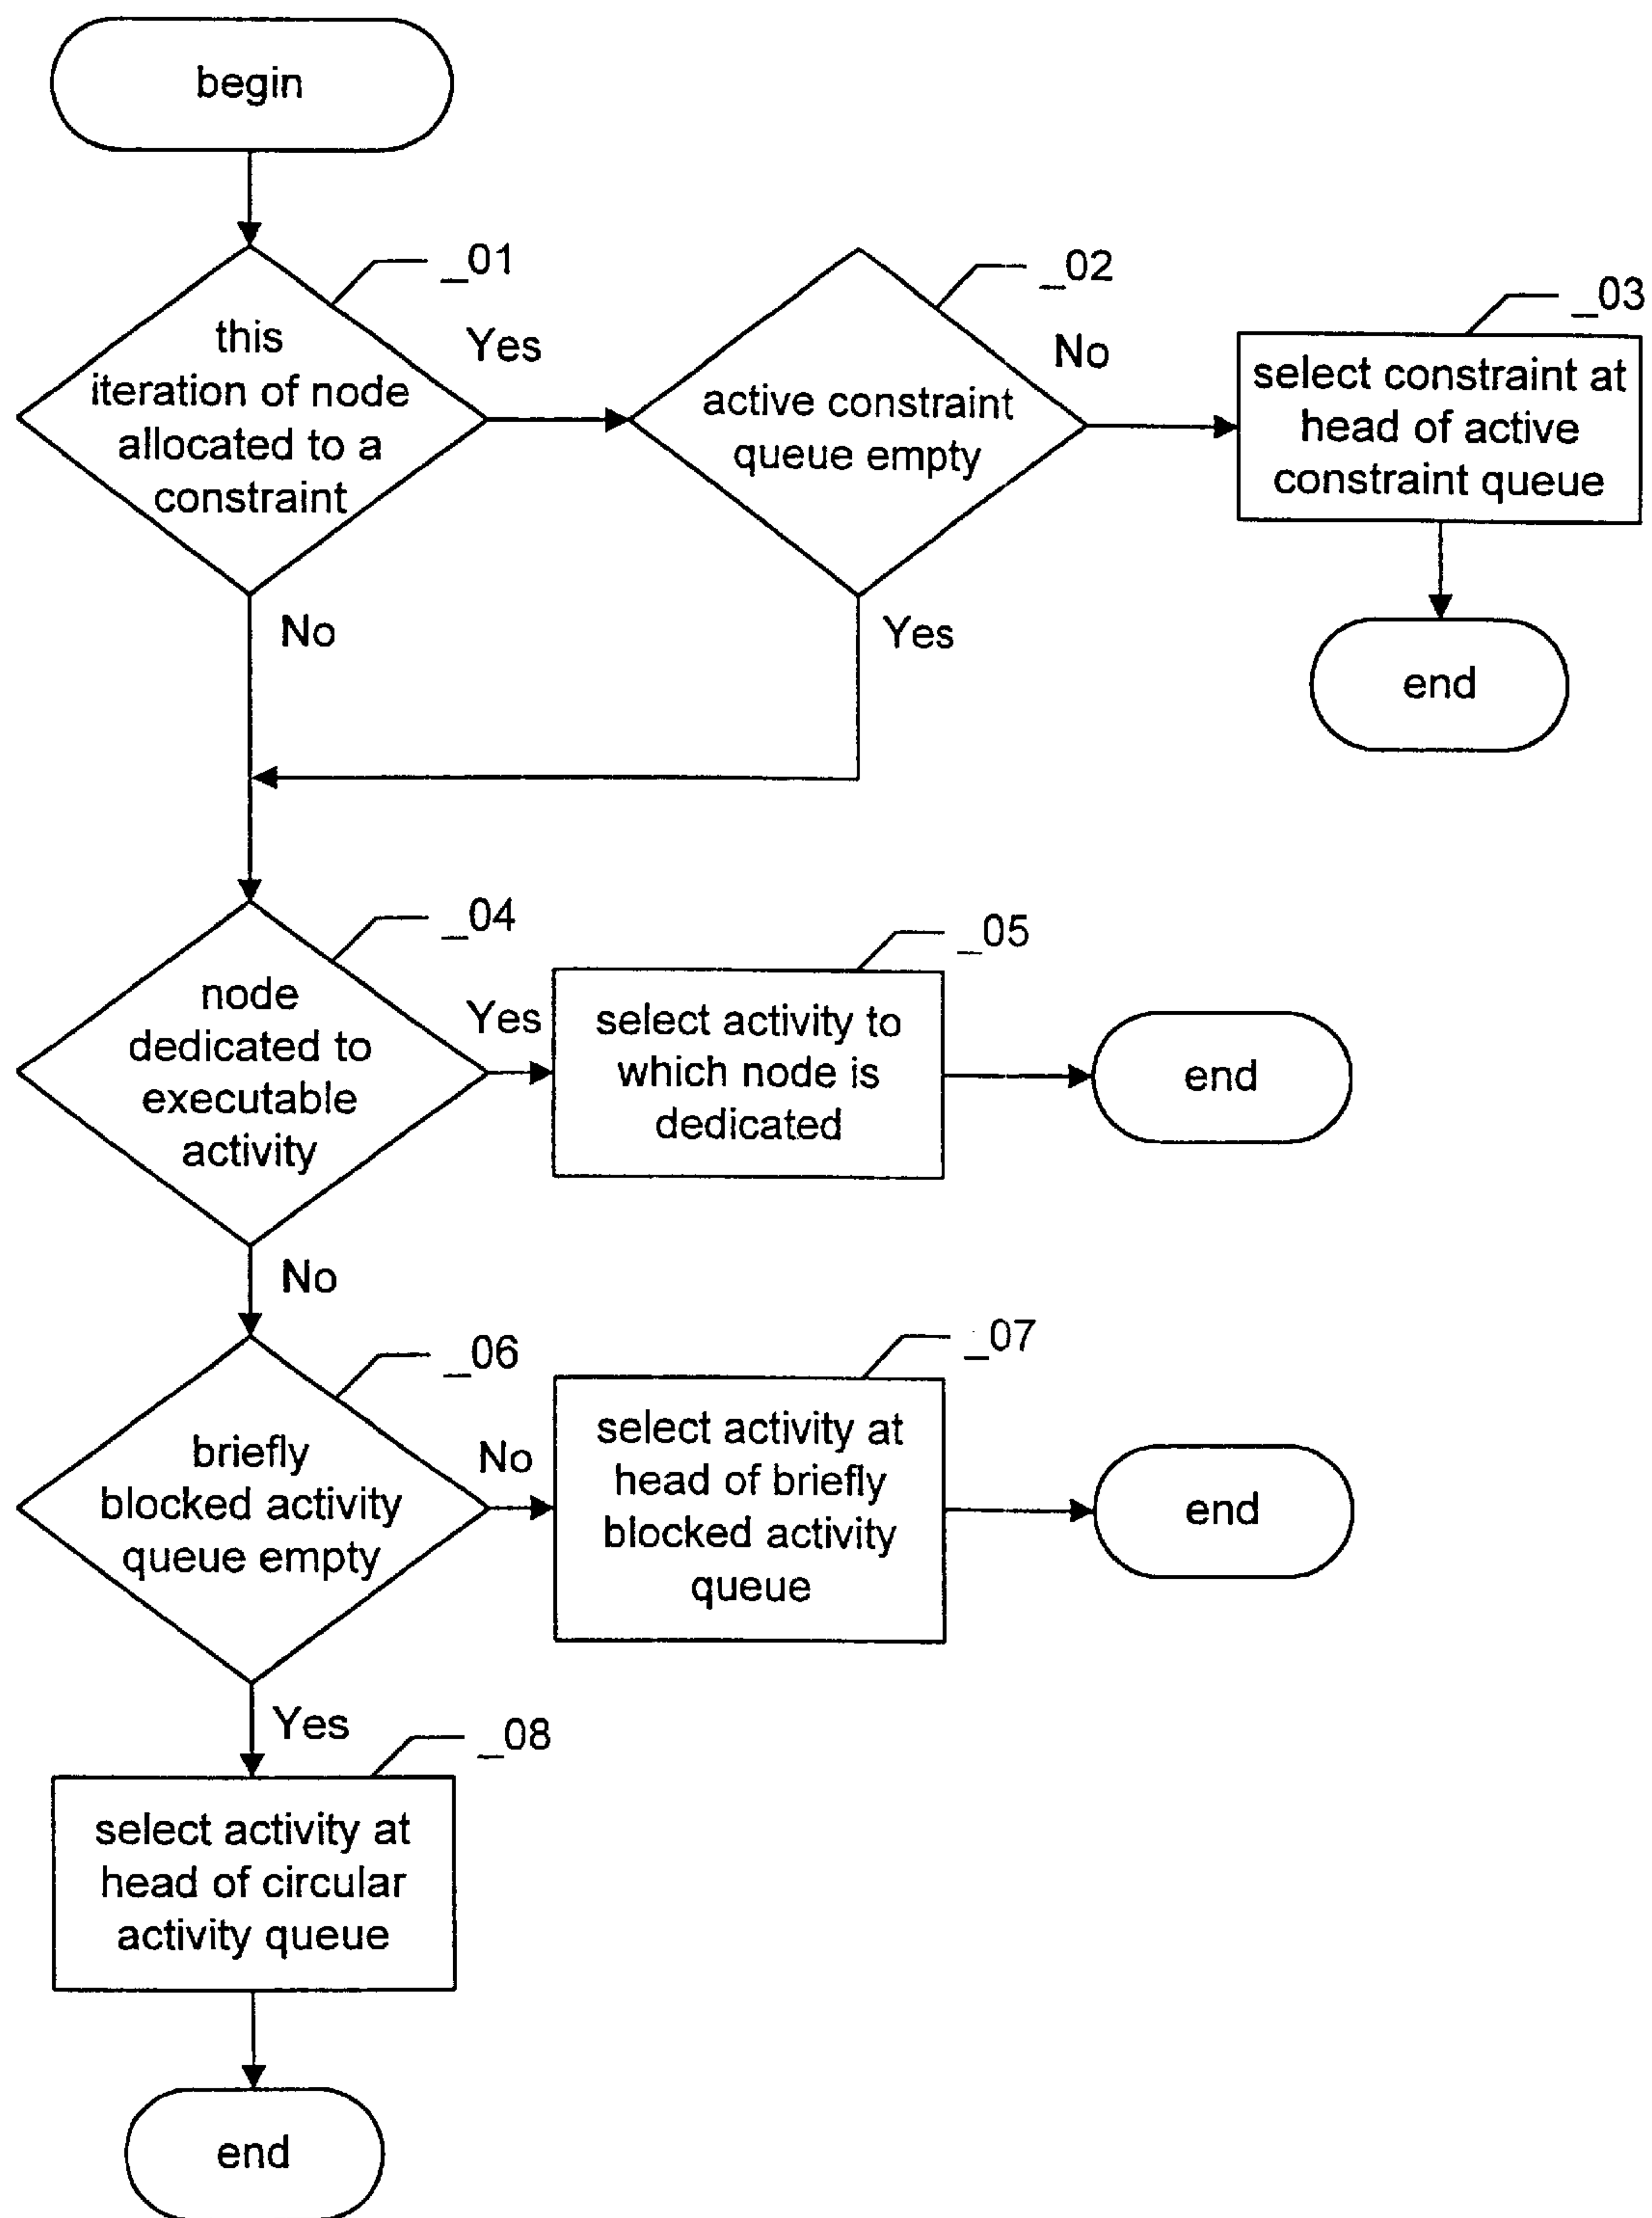 begin
_01
this
iteration of node
allocated to a
constraint
Yes
_02
active constraint
queue empty
No
_03
select constraint at
head of active
constraint queue
end
No
Yes
_04
node
dedicated to
executable
activity
Yes
_05
select activity to
which node is
dedicated
end
No
_06
briefly
blocked activity
queue empty
No
_07
select activity at
head of briefly
blocked activity
queue
end
Yes
_08
select activity at
head of circular
activity queue
end